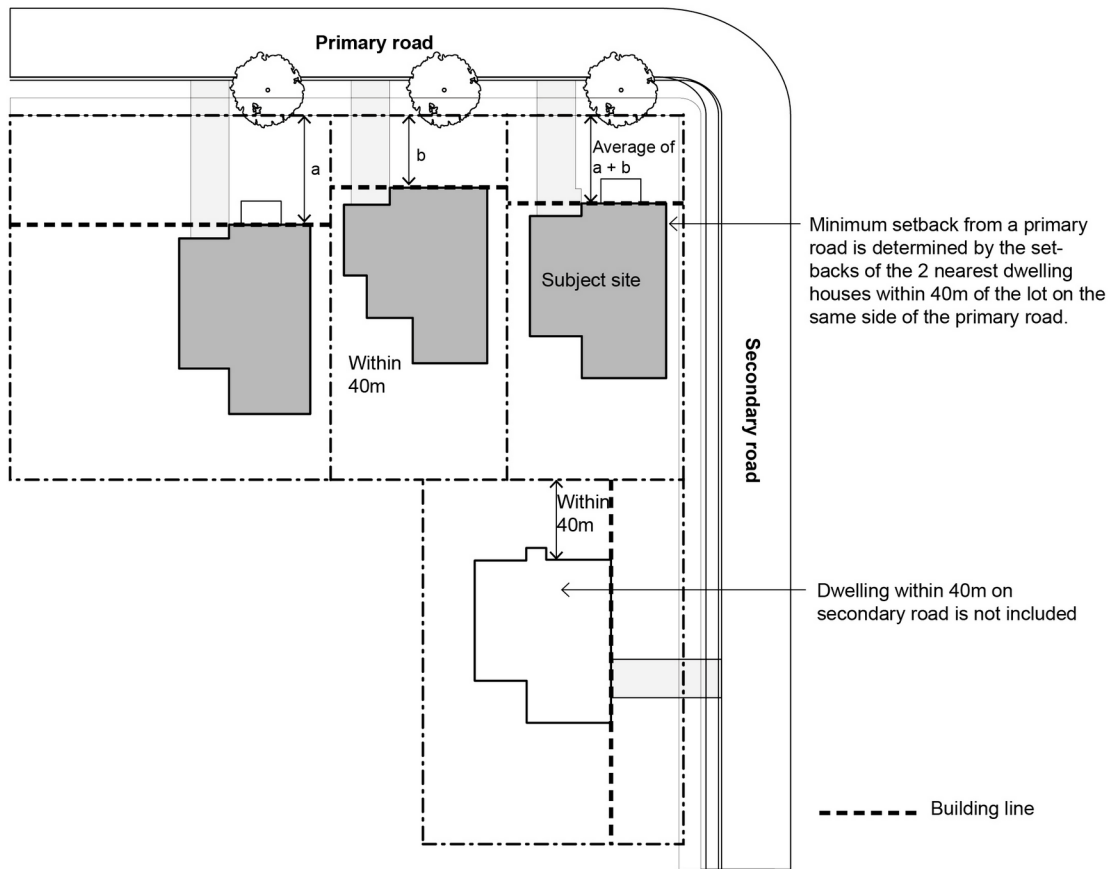 Primary road
a
b
Average of
a + b
Minimum setback from a primary
road is determined by the set-
backs of the 2 nearest dwelling
houses within 40m of the lot on the
same side of the primary road.
Subject site
Within
40m
Secondary road
Within
40m
Dwelling within 40m on
secondary road is not included
Building line